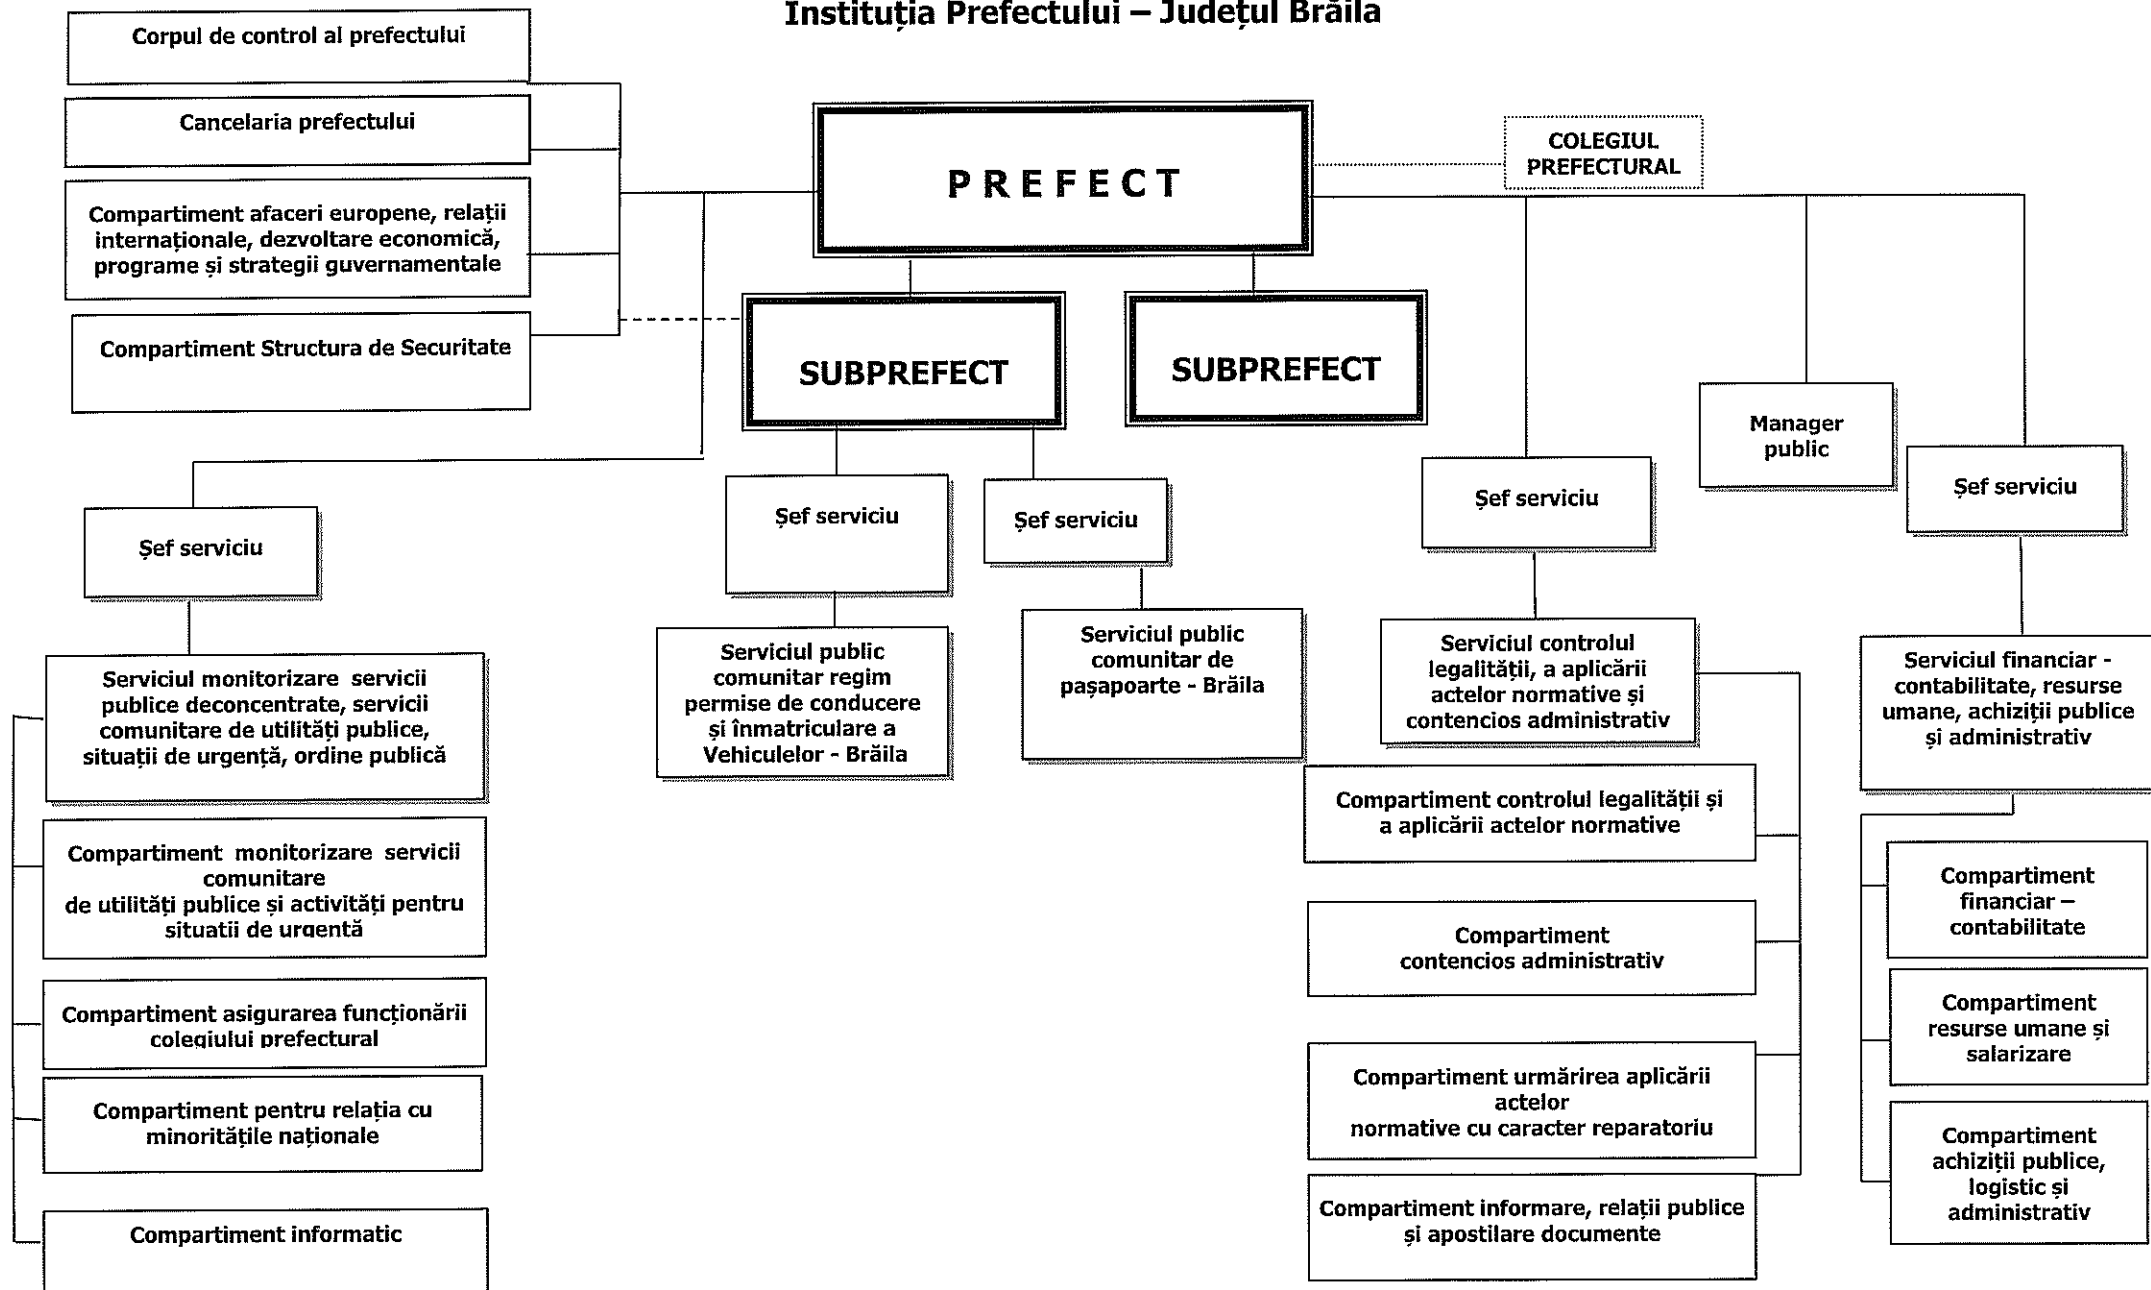 Instituția Prefectului – Județul Brăila
Corpul de control al prefectului
Cancelaria prefectului
Compartiment afaceri europene, relații
internaționale, dezvoltare economică,
programe și strategii guvernamentale
Compartiment Structura de Securitate
PREFECT
COLEGIUL
PREFECTURAL
SUBPREFECT
SUBPREFECT
Manager
public
Șef serviciu
Șef serviciu
Șef serviciu
Șef serviciu
Șef serviciu
Serviciul monitorizare servicii
publice deconcentrate, servicii
comunitare de utilități publice,
situații de urgență, ordine publică
Serviciul public
comunitar regim
permise de conducere
și înmatriculare a
Vehiculelor - Brăila
Serviciul public
comunitar de
pașapoarte - Brăila
Serviciul controlul
legalității, a aplicării
actelor normative și
contencios administrativ
Serviciul financiar -
contabilitate, resurse
umane, achiziții publice
și administrativ
Compartiment monitorizare servicii
comunitare
de utilități publice și activități pentru
situatii de urgentă
Compartiment asigurarea funcționării
colegiului prefectural
Compartiment pentru relația cu
minoritățile naționale
Compartiment informatic
Compartiment controlul legalității și
a aplicării actelor normative
Compartiment
contencios administrativ
Compartiment urmărirea aplicării
actelor
normative cu caracter reparatoriu
Compartiment informare, relații publice
și apostilare documente
Compartiment
financiar –
contabilitate
Compartiment
resurse umane și
salarizare
Compartiment
achiziții publice,
logistic și
administrativ